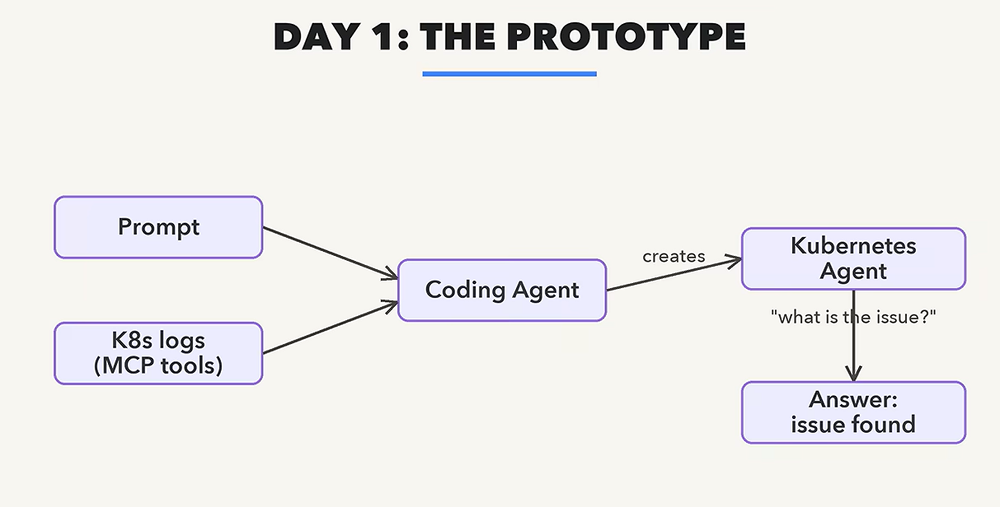 DAY 1: THE PROTOTYPE
Prompt
K8s logs
(MCP tools)
Coding Agent
creates
Kubernetes
Agent
"what is the issue?"
Answer:
issue found